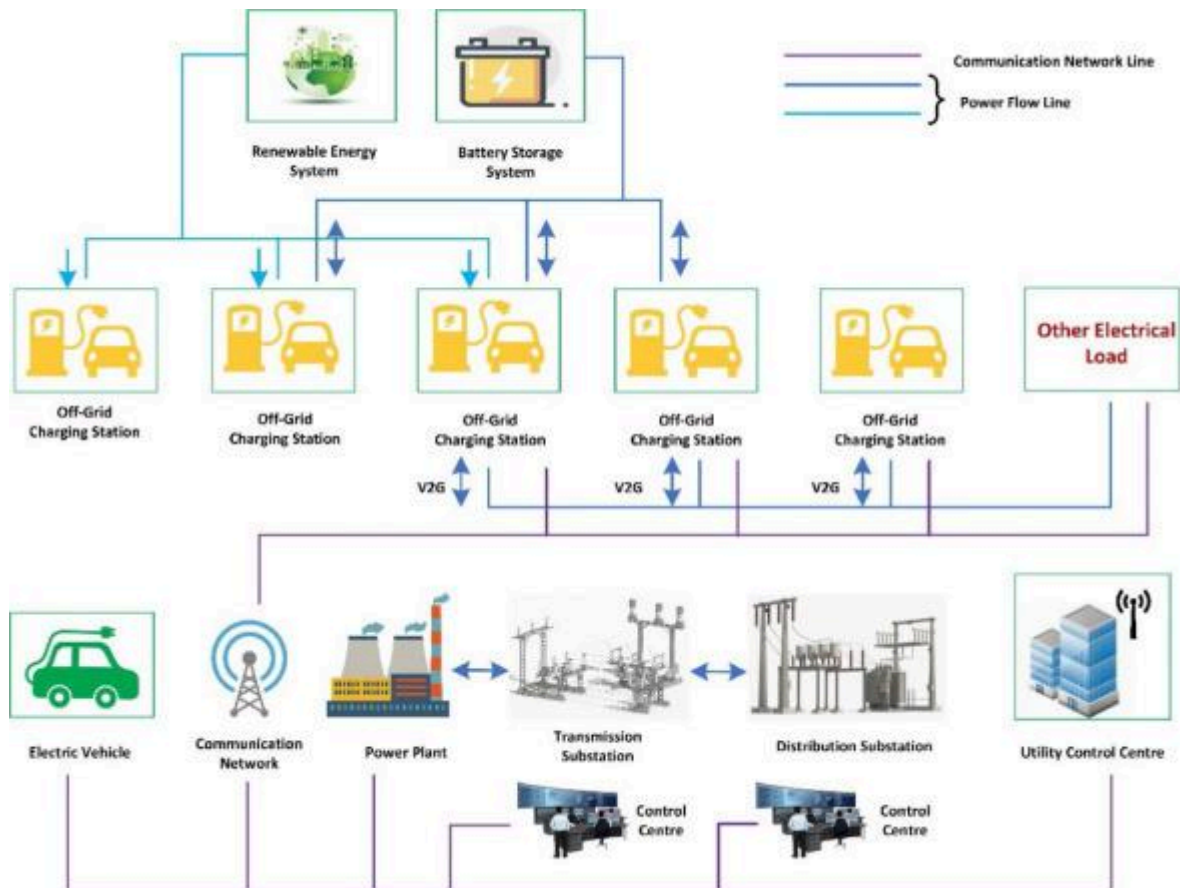 Communication Network Line
Power Flow Line
Renewable Energy
System
Battery Storage
System
Other Electrical
Load
Off-Grid
Charging Station
Off-Grid
Charging Station
Off-Grid
Charging Station
Off-Grid
Charging Station
Off-Grid
Charging Station
V2G
V2G
V2G
Electric Vehicle
Communication
Network
Power Plant
Transmission
Substation
Distribution Substation
Utility Control Centre
Control
Centre
Control
Centre